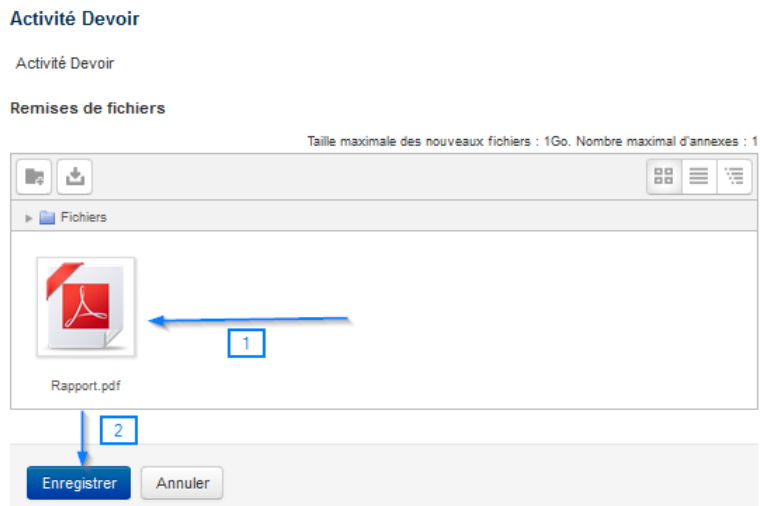 Activité Devoir
Activité Devoir
Remises de fichiers
Taille maximale des nouveaux fichiers : 1Go. Nombre maximal d'annexes : 1
Fichiers
1
Rapport.pdf
2
Enregistrer
Annuler